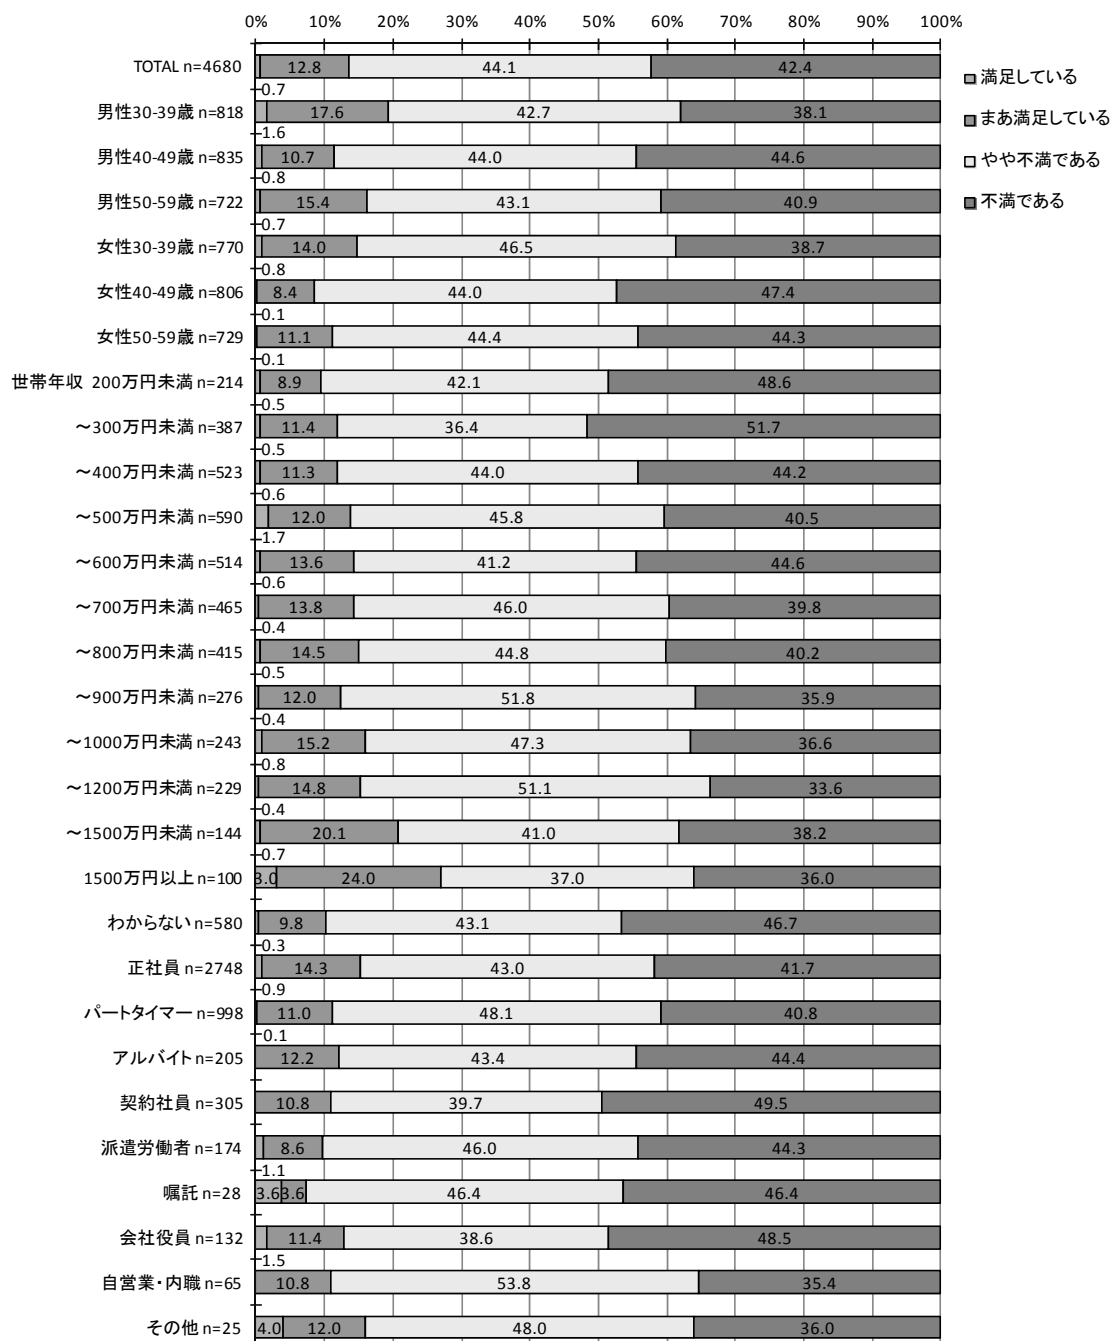 0% 10% 20% 30% 40% 50% 60% 70% 80% 90% 100%
TOTAL n=4680 12.8 44.1 42.4
0.7
男性30-39歳 n=818 17.6 42.7 38.1
1.6
男性40-49歳 n=835 10.7 44.0 44.6
0.8
男性50-59歳 n=722 15.4 43.1 40.9
0.7
女性30-39歳 n=770 14.0 46.5 38.7
0.8
女性40-49歳 n=806 8.4 44.0 47.4
0.1
女性50-59歳 n=729 11.1 44.4 44.3
0.1
世帯年収 200万円未満 n=214 8.9 42.1 48.6
0.5
～300万円未満 n=387 11.4 36.4 51.7
0.5
～400万円未満 n=523 11.3 44.0 44.2
0.6
～500万円未満 n=590 12.0 45.8 40.5
1.7
～600万円未満 n=514 13.6 41.2 44.6
0.6
～700万円未満 n=465 13.8 46.0 39.8
0.4
～800万円未満 n=415 14.5 44.8 40.2
0.5
～900万円未満 n=276 12.0 51.8 35.9
0.4
～1000万円未満 n=243 15.2 47.3 36.6
0.8
～1200万円未満 n=229 14.8 51.1 33.6
0.4
～1500万円未満 n=144 20.1 41.0 38.2
0.7
1500万円以上 n=100 3.0 24.0 37.0 36.0
わからない n=580 9.8 43.1 46.7
0.3
正社員 n=2748 14.3 43.0 41.7
0.9
パートタイマー n=998 11.0 48.1 40.8
0.1
アルバイト n=205 12.2 43.4 44.4
契約社員 n=305 10.8 39.7 49.5
派遣労働者 n=174 8.6 46.0 44.3
1.1
嘱託 n=28 3.6 3.6 46.4 46.4
会社役員 n=132 11.4 38.6 48.5
1.5
自営業・内職 n=65 10.8 53.8 35.4
その他 n=25 4.0 12.0 48.0 36.0
満足している
まあ満足している
やや不満である
不満である